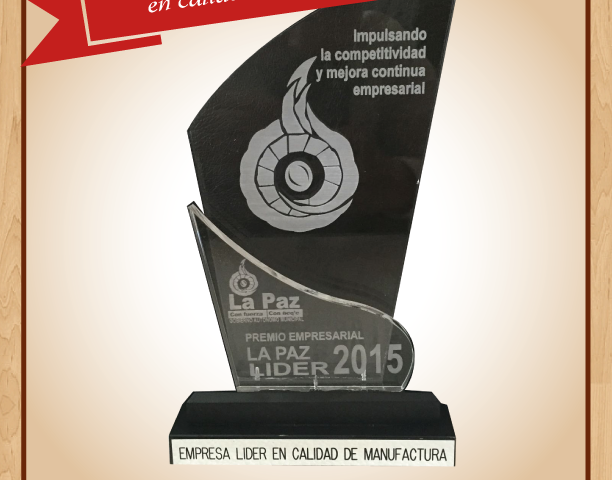 en
Impulsando
la competitividad
y mejora continua
empresarial
La Paz
PREMIO EMPRESARIAL
LA PAZ
LIDER 2015
EMPRESA LIDER EN CALIDAD DE MANUFACTURA